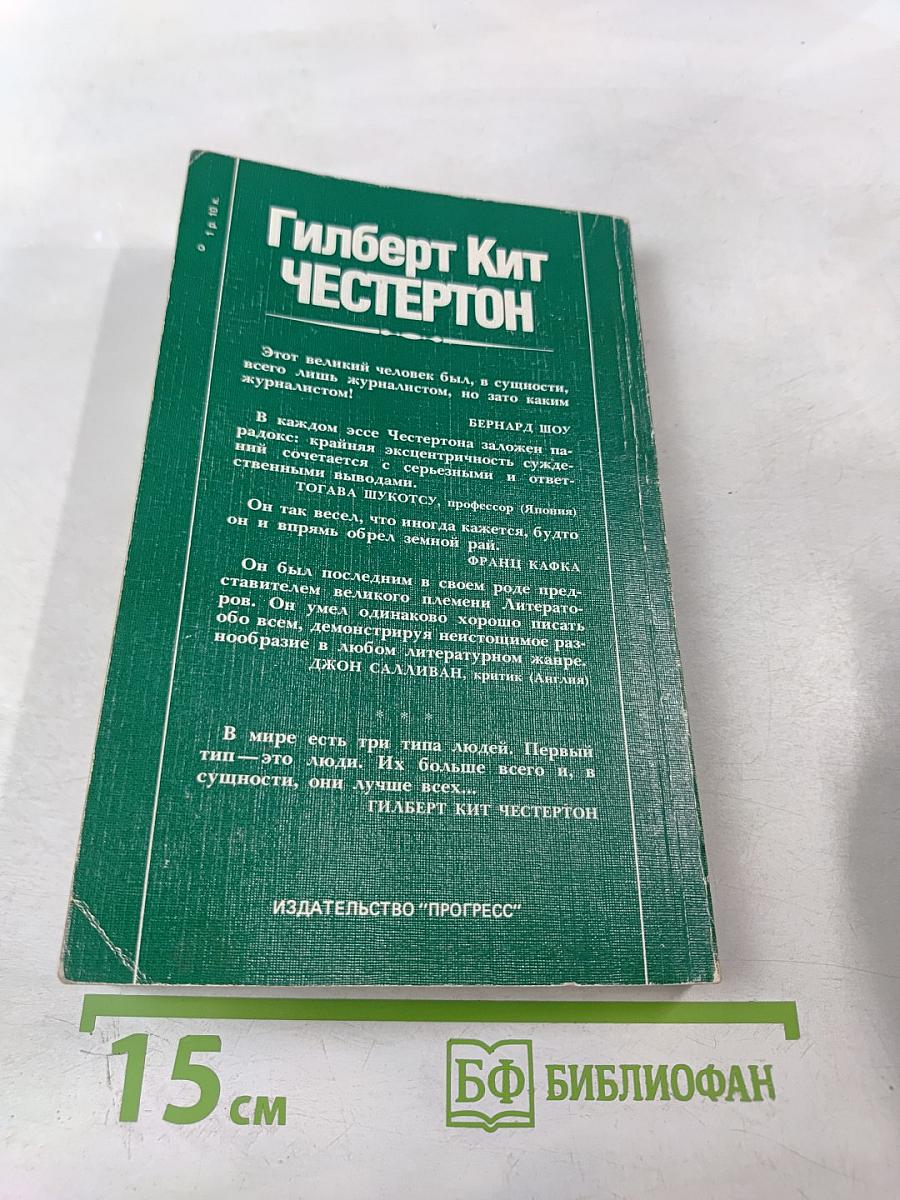 1 р. 10 к.
Гилберт Кит
ЧЕСТЕРТОН
Этот великий человек был, в сущности,
всего лишь журналистом, но зато каким
журналистом!
БЕРНАРД ШОУ
В каждом эссе Честертона заложен па-
радокс: крайняя эксцентричность сужде-
ний сочетается с серьезными и ответ-
ственными выводами.
ТОГАВА ШУКОТСУ, профессор (Япония)
Он так весел, что иногда кажется, будто
он и впрямь обрел земной рай.
ФРАНЦ КАФКА
Он был последним в своем роде пред-
ставителем великого племени Литерато-
ров. Он умел одинаково хорошо писать
обо всем, демонстрируя неистощимое раз-
нообразие в любом литературном жанре.
ДЖОН САЛЛИВАН, критик (Англия)
* * *
В мире есть три типа людей. Первый
тип — это люди. Их больше всего и, в
сущности, они лучше всех...
ГИЛБЕРТ КИТ ЧЕСТЕРТОН
ИЗДАТЕЛЬСТВО "ПРОГРЕСС"
15 см
БФ БИБЛИОФАН